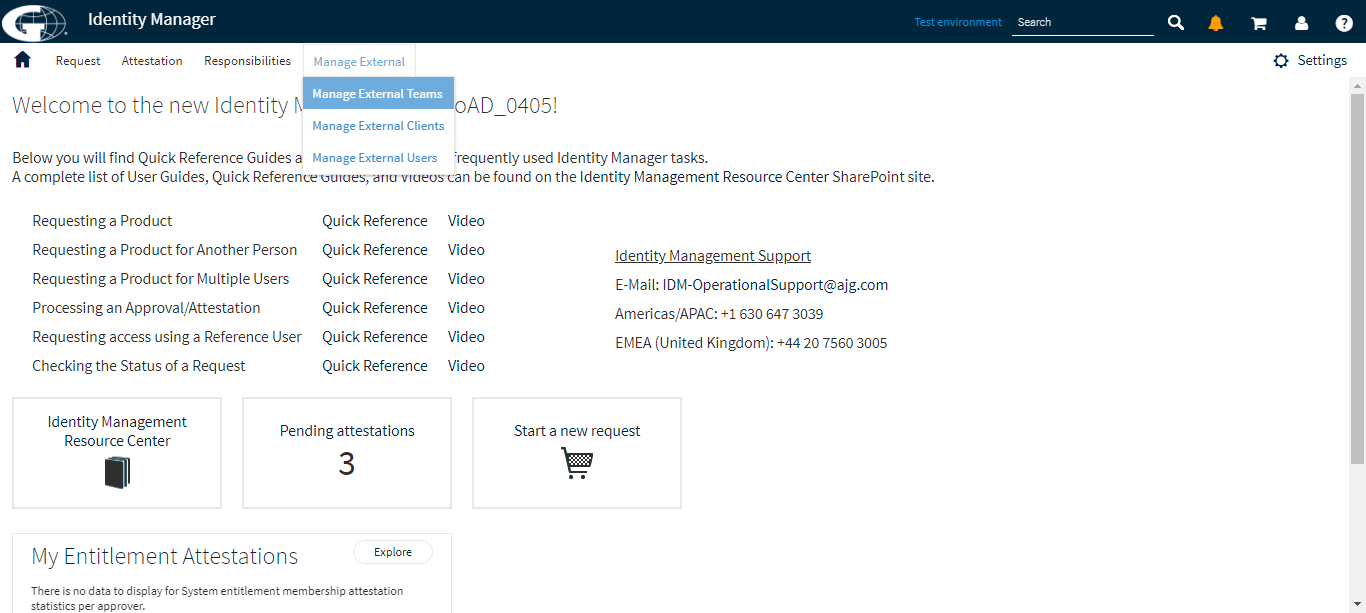 Identity Manager
Test environment
Search
Request
Attestation
Responsibilities
Manage External
Settings
Manage External Teams
Manage External Clients
Manage External Users
Welcome to the new Identity oAD_0405!
Below you will find Quick Reference Guides a frequently used Identity Manager tasks.
A complete list of User Guides, Quick Reference Guides, and Videos can be found on the Identity Management Resource Center SharePoint site.
Requesting a Product Quick Reference Video
Requesting a Product for Another Person Quick Reference Video
Requesting a Product for Multiple Users Quick Reference Video
Processing an Approval/Attestation Quick Reference Video
Requesting access using a Reference User Quick Reference Video
Checking the Status of a Request Quick Reference Video
Identity Management Support
E-Mail: IDM-OperationalSupport@ajg.com
Americas/APAC: +1 630 647 3039
EMEA (United Kingdom): +44 20 7560 3005
Identity Management
Resource Center
Pending attestations
3
Start a new request
My Entitlement Attestations
Explore
There is no data to display for System entitlement membership attestation
statistics per approver.